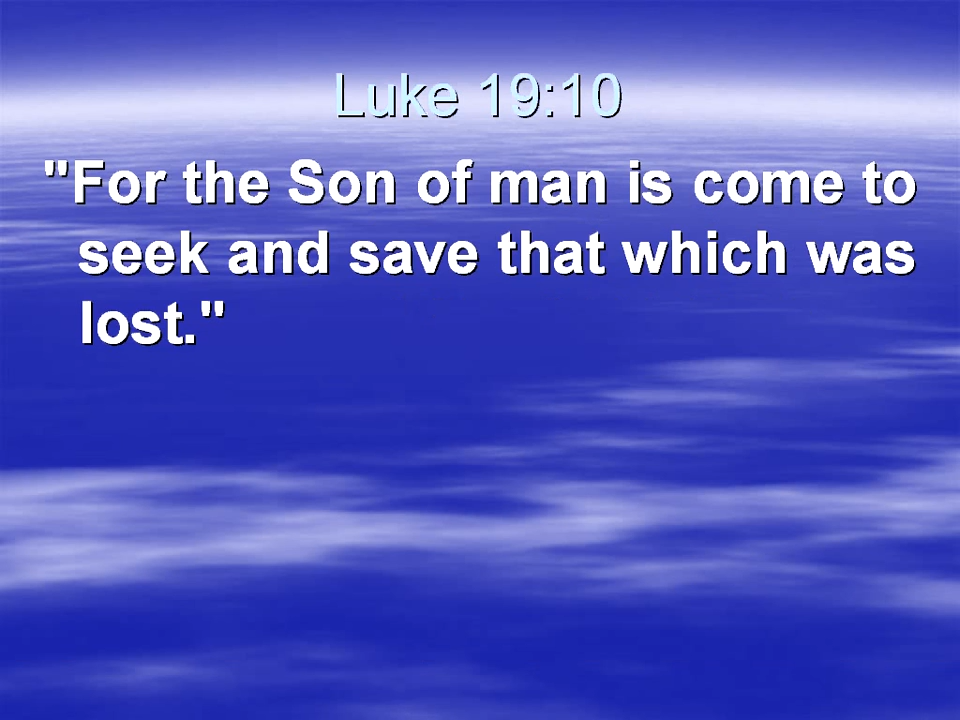 Luke 19:10
"For the Son of man is come to
seek and save that which was
lost."